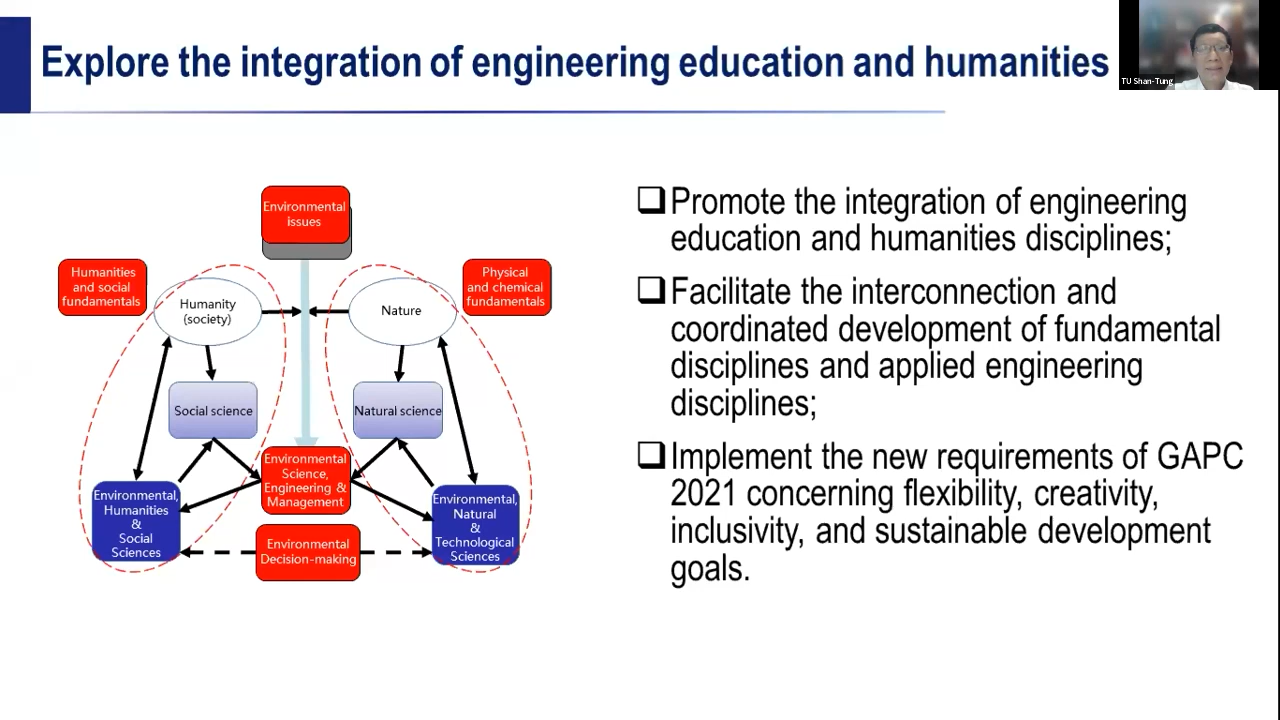 Explore the integration of engineering education and humanities
TU Shan-Tung
Environmental
issues
Humanities
and social
fundamentals
Physical
and chemical
fundamentals
Humanity
(society)
Nature
Social science
Natural science
Environmental
Science,
Engineering &
Management
Environmental,
Humanities
&
Social
Sciences
Environmental,
Natural
&
Technological
Sciences
Environmental
Decision-making
Promote the integration of engineering
education and humanities disciplines;
Facilitate the interconnection and
coordinated development of fundamental
disciplines and applied engineering
disciplines;
Implement the new requirements of GAPC
2021 concerning flexibility, creativity,
inclusivity, and sustainable development
goals.